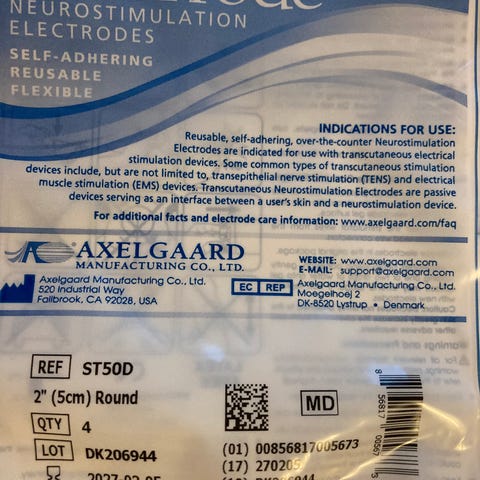 NEUROSTIMULATION
ELECTRODES
SELF-ADHERING
REUSABLE
FLEXIBLE
INDICATIONS FOR USE:
Reusable, self-adhering, over-the-counter Neurostimulation
Electrodes are indicated for use with transcutaneous electrical
stimulation devices. Some common types of transcutaneous stimulation
devices include, but are not limited to, transepithelial nerve stimulation (TENS) and electrical
muscle stimulation (EMS) devices. Transcutaneous Neurostimulation Electrodes are passive
devices serving as an interface between a user's skin and a neurostimulation device.
For additional facts and electrode care information: www.axelgaard.com/faq
AXELGAARD
MANUFACTURING CO., LTD.
Axelgaard Manufacturing Co., Ltd.
520 Industrial Way
Fallbrook, CA 92028, USA
WEBSITE: www.axelgaard.com
E-MAIL: support@axelgaard.com
EC REP Axelgaard Manufacturing Co., Ltd.
Moegelhoej 2
DK-8520 Lystrup • Denmark
REF ST50D
2" (5cm) Round
QTY 4
LOT DK206944
MD
(01) 00856817005673
(17) 270205